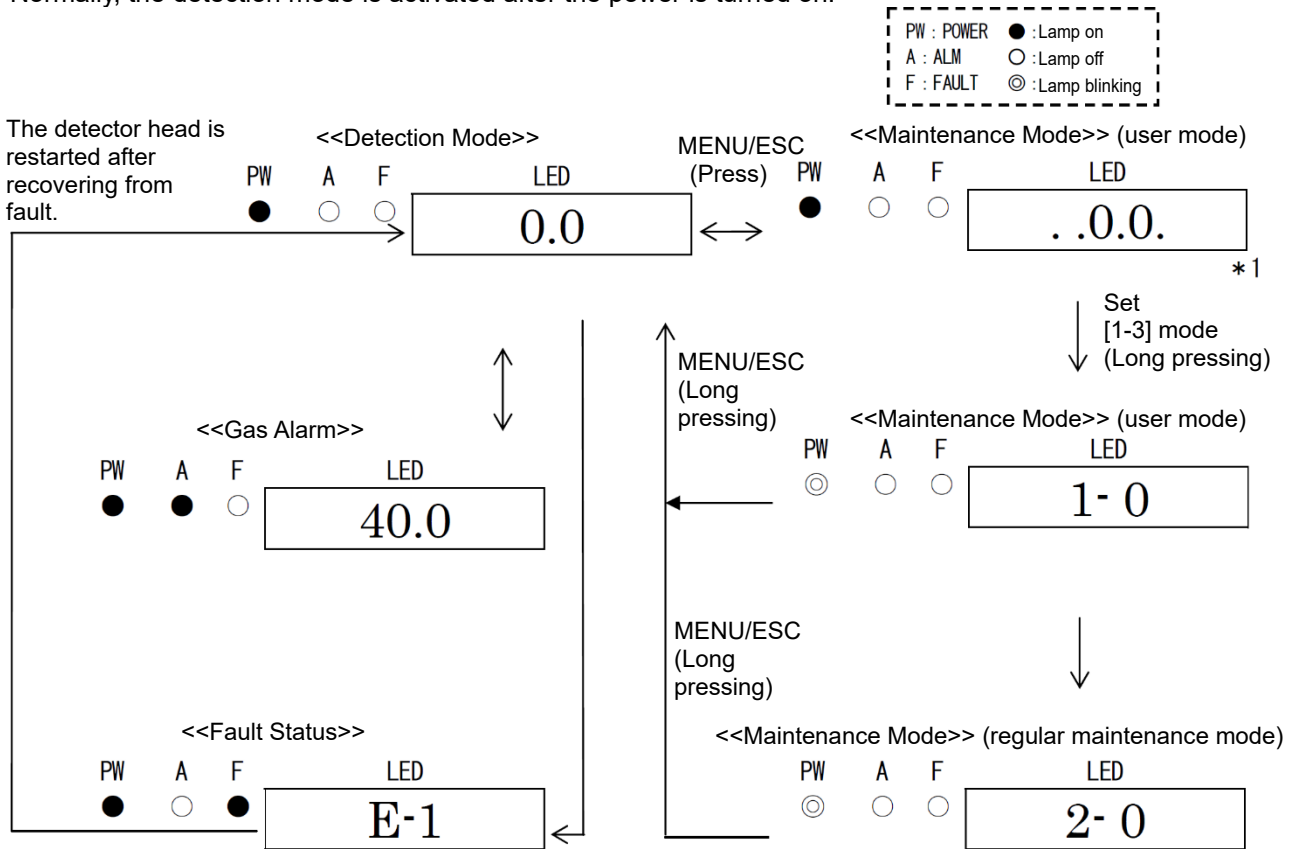 Normally, the detection mode is activated after the power is turned on.
PW : POWER ● :Lamp on
A : ALM ○ :Lamp off
F : FAULT ◎ :Lamp blinking
The detector head is
restarted after
recovering from
fault.
<<Detection Mode>>
PW A F LED
0.0
MENU/ESC
(Press)
<<Maintenance Mode>> (user mode)
PW A F LED
. .0.0.
*1
Set
[1-3] mode
(Long pressing)
MENU/ESC
(Long
pressing)
<<Gas Alarm>>
PW A F LED
40.0
<<Maintenance Mode>> (user mode)
PW A F LED
1- 0
MENU/ESC
(Long
pressing)
<<Fault Status>>
PW A F LED
E-1
<<Maintenance Mode>> (regular maintenance mode)
PW A F LED
2- 0